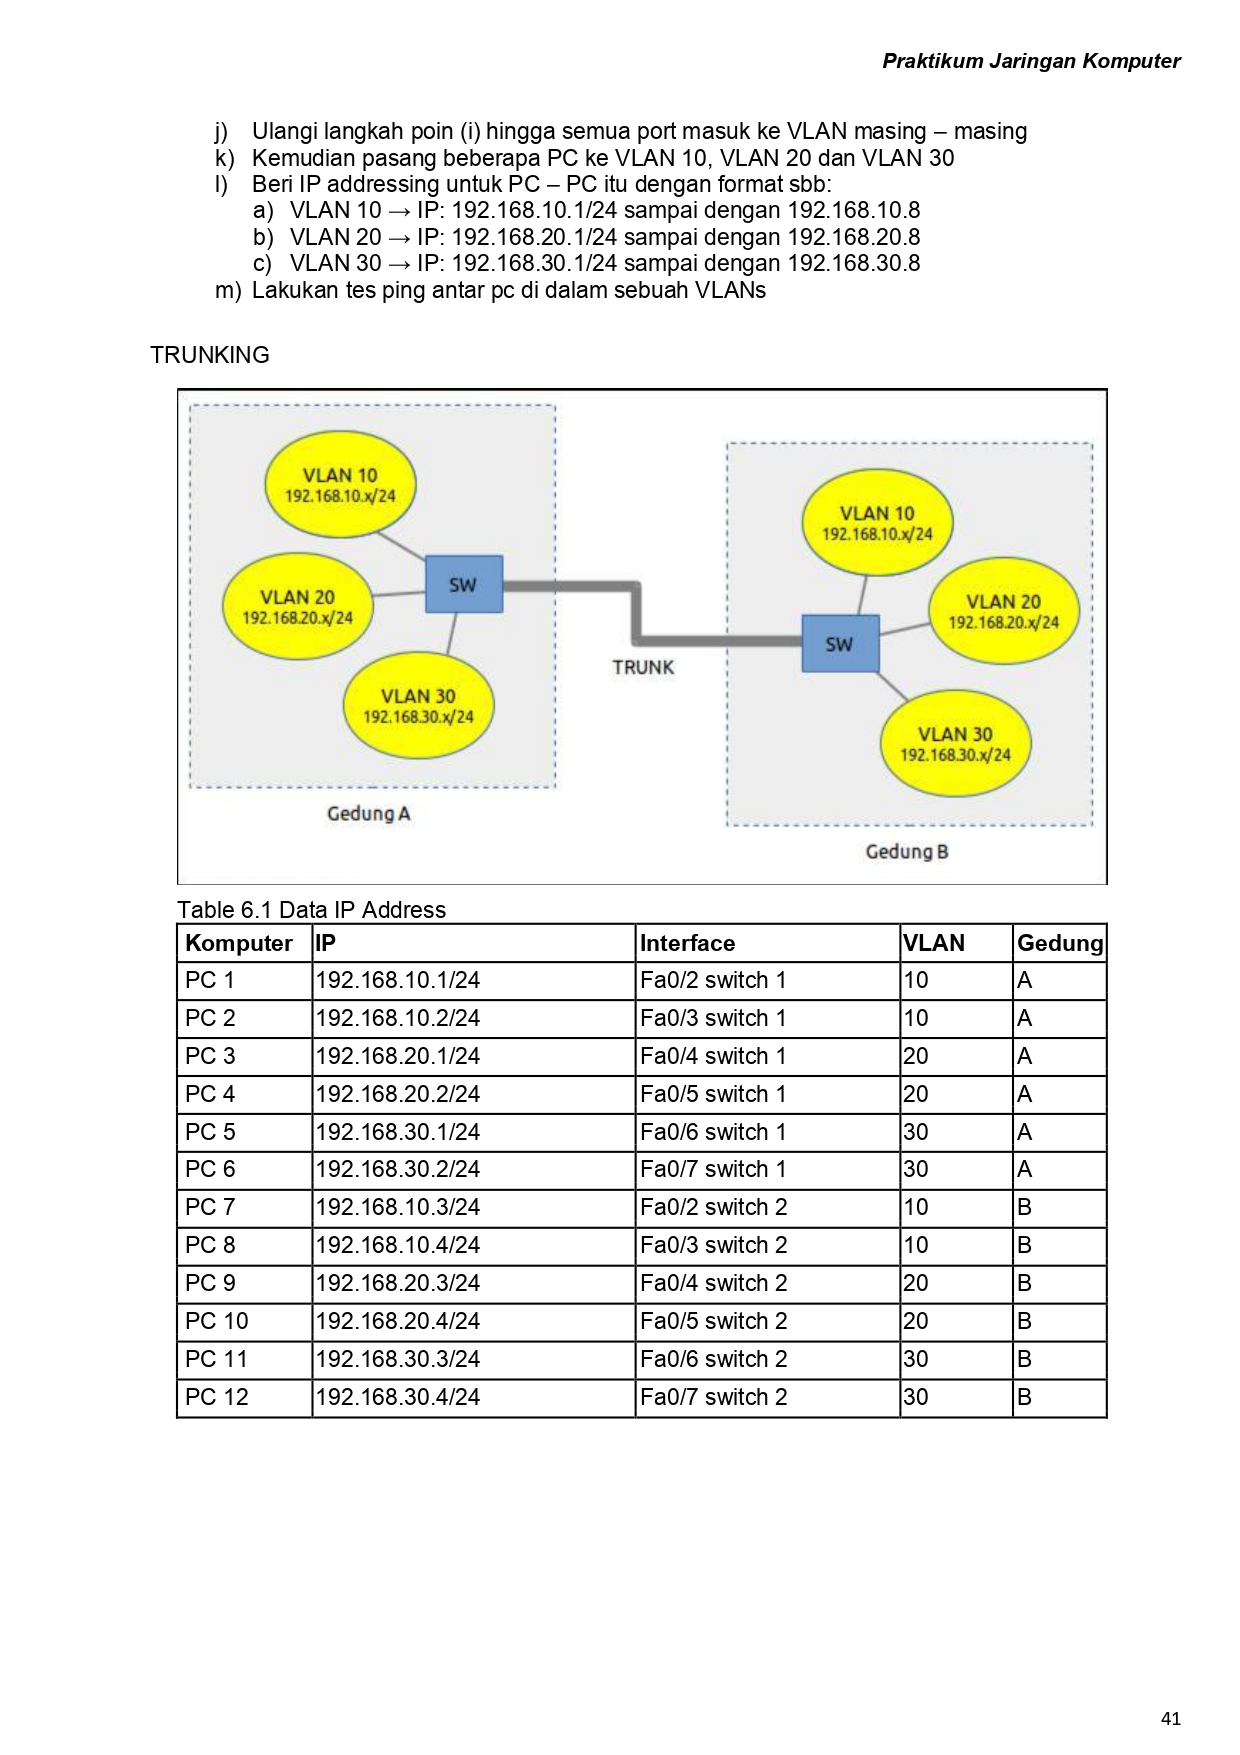 Praktikum Jaringan Komputer
j) Ulangi langkah poin (i) hingga semua port masuk ke VLAN masing – masing
k) Kemudian pasang beberapa PC ke VLAN 10, VLAN 20 dan VLAN 30
l) Beri IP addressing untuk PC – PC itu dengan format sbb:
a) VLAN 10 → IP: 192.168.10.1/24 sampai dengan 192.168.10.8
b) VLAN 20 → IP: 192.168.20.1/24 sampai dengan 192.168.20.8
c) VLAN 30 → IP: 192.168.30.1/24 sampai dengan 192.168.30.8
m) Lakukan tes ping antar pc di dalam sebuah VLANs
TRUNKING
VLAN 10
192.168.10.x/24
VLAN 20
192.168.20.x/24
VLAN 30
192.168.30.x/24
SW
Gedung A
TRUNK
VLAN 10
192.168.10.x/24
VLAN 20
192.168.20.x/24
SW
VLAN 30
192.168.30.x/24
Gedung B
Table 6.1 Data IP Address
Komputer IP Interface VLAN Gedung
PC 1 192.168.10.1/24 Fa0/2 switch 1 10 A
PC 2 192.168.10.2/24 Fa0/3 switch 1 10 A
PC 3 192.168.20.1/24 Fa0/4 switch 1 20 A
PC 4 192.168.20.2/24 Fa0/5 switch 1 20 A
PC 5 192.168.30.1/24 Fa0/6 switch 1 30 A
PC 6 192.168.30.2/24 Fa0/7 switch 1 30 A
PC 7 192.168.10.3/24 Fa0/2 switch 2 10 B
PC 8 192.168.10.4/24 Fa0/3 switch 2 10 B
PC 9 192.168.20.3/24 Fa0/4 switch 2 20 B
PC 10 192.168.20.4/24 Fa0/5 switch 2 20 B
PC 11 192.168.30.3/24 Fa0/6 switch 2 30 B
PC 12 192.168.30.4/24 Fa0/7 switch 2 30 B
41